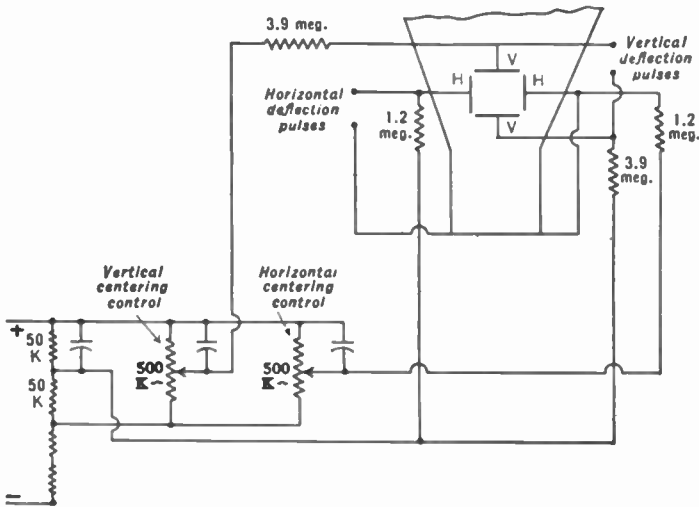 3.9 meg.
Vertical
deflection
pulses
V
H
H
Horizontal
deflection
pulses
V
1.2
meg.
1.2
meg.
3.9
meg.
Vertical
centering
control
Horizontal
centering
control
+
50
K
500
K~
500
K~
50
K
–